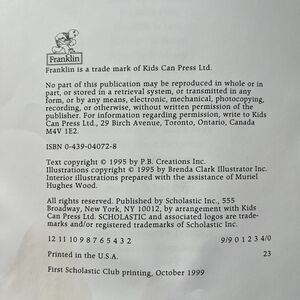 Franklin
Franklin is a trade mark of Kids Can Press Ltd.
No part of this publication may be reproduced in whole or in
part, or stored in a retrieval system, or transmitted in any
form, or by any means, electronic, mechanical, photocopying,
recording, or otherwise, without written permission of the
publisher. For information regarding permission, write to Kids
Can Press Ltd., 29 Birch Avenue, Toronto, Ontario, Canada
M4V 1E2.
ISBN 0-439-04072-8
Text copyright © 1995 by P.B. Creations Inc.
Illustrations copyright © 1995 by Brenda Clark Illustrator Inc.
Interior illustrations prepared with the assistance of Muriel
Hughes Wood.
All rights reserved. Published by Scholastic Inc., 555
Broadway, New York, NY 10012, by arrangement with Kids
Can Press Ltd. SCHOLASTIC and associated logos are trade-
marks and/or registered trademarks of Scholastic Inc.
12 11 10 9 8 7 6 5 4 3 2 9/9 0 1 2 3 4/0
Printed in the U.S.A. 23
First Scholastic Club printing, October 1999